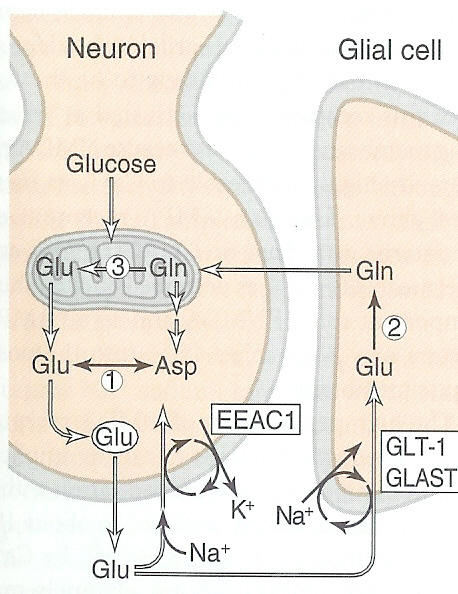 Neuron
Glial cell
Glucose
Glu ③ Gln
Gln
②
Glu ① Asp
Glu
Glu
EEAC1
GLT-1
GLAST
K⁺
Na⁺
Na⁺
Glu